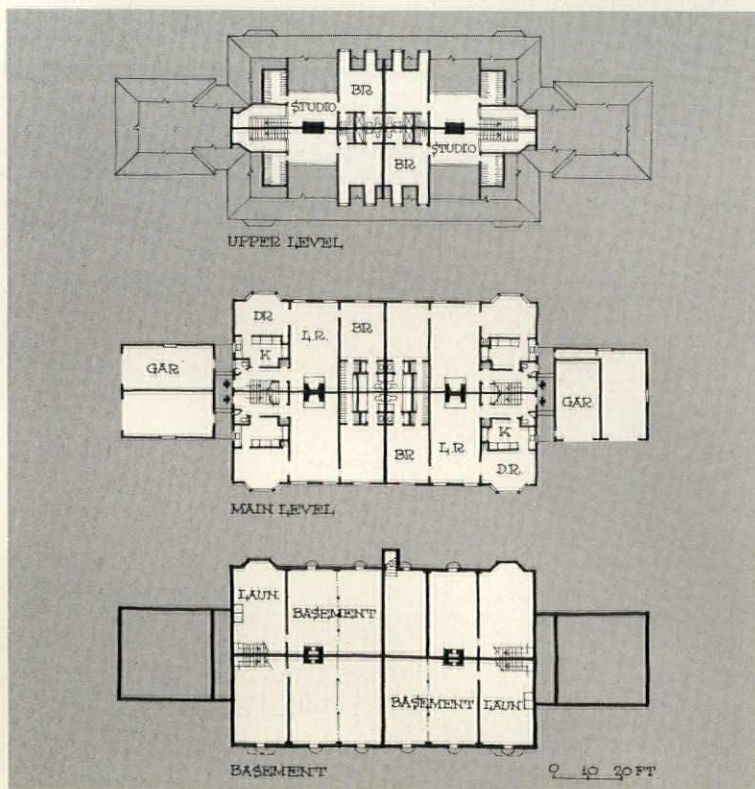 BR
STUDIO
STUDIO
BR
UPPER LEVEL
DR
L.R.
BR
K
GAR
GAR.
K
BR
L.R
D.R.
MAIN LEVEL
LAUN.
BASEMENT
BASEMENT
LAUN.
BASEMENT
0 10 20 FT